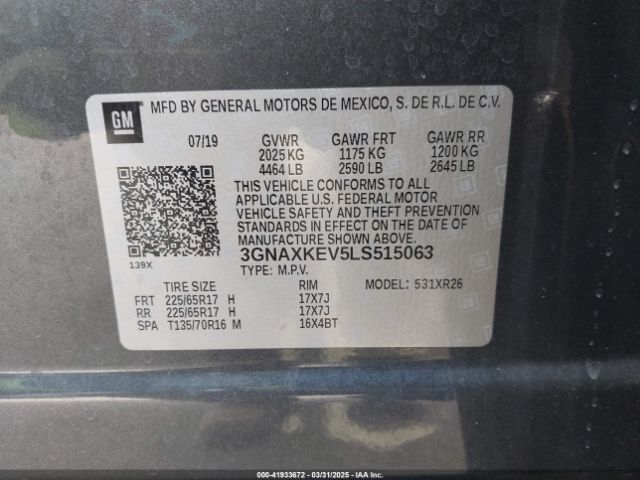 GM
MFD BY GENERAL MOTORS DE MEXICO, S. DE R.L. DE C.V.
07/19 GVWR GAWR FRT GAWR RR
2025 KG 1175 KG 1200 KG
4464 LB 2590 LB 2645 LB
THIS VEHICLE CONFORMS TO ALL
APPLICABLE U.S. FEDERAL MOTOR
VEHICLE SAFETY AND THEFT PREVENTION
STANDARDS IN EFFECT ON THE DATE OF
MANUFACTURE SHOWN ABOVE.
139X
3GNAXKEV5LS515063
TYPE: M.P.V.
TIRE SIZE RIM MODEL: 531XR26
FRT 225/65R17 H 17X7J
RR 225/65R17 H 17X7J
SPA T135/70R16 M 16X4BT
000-41933672 - 03/31/2025 - IAAI Inc.